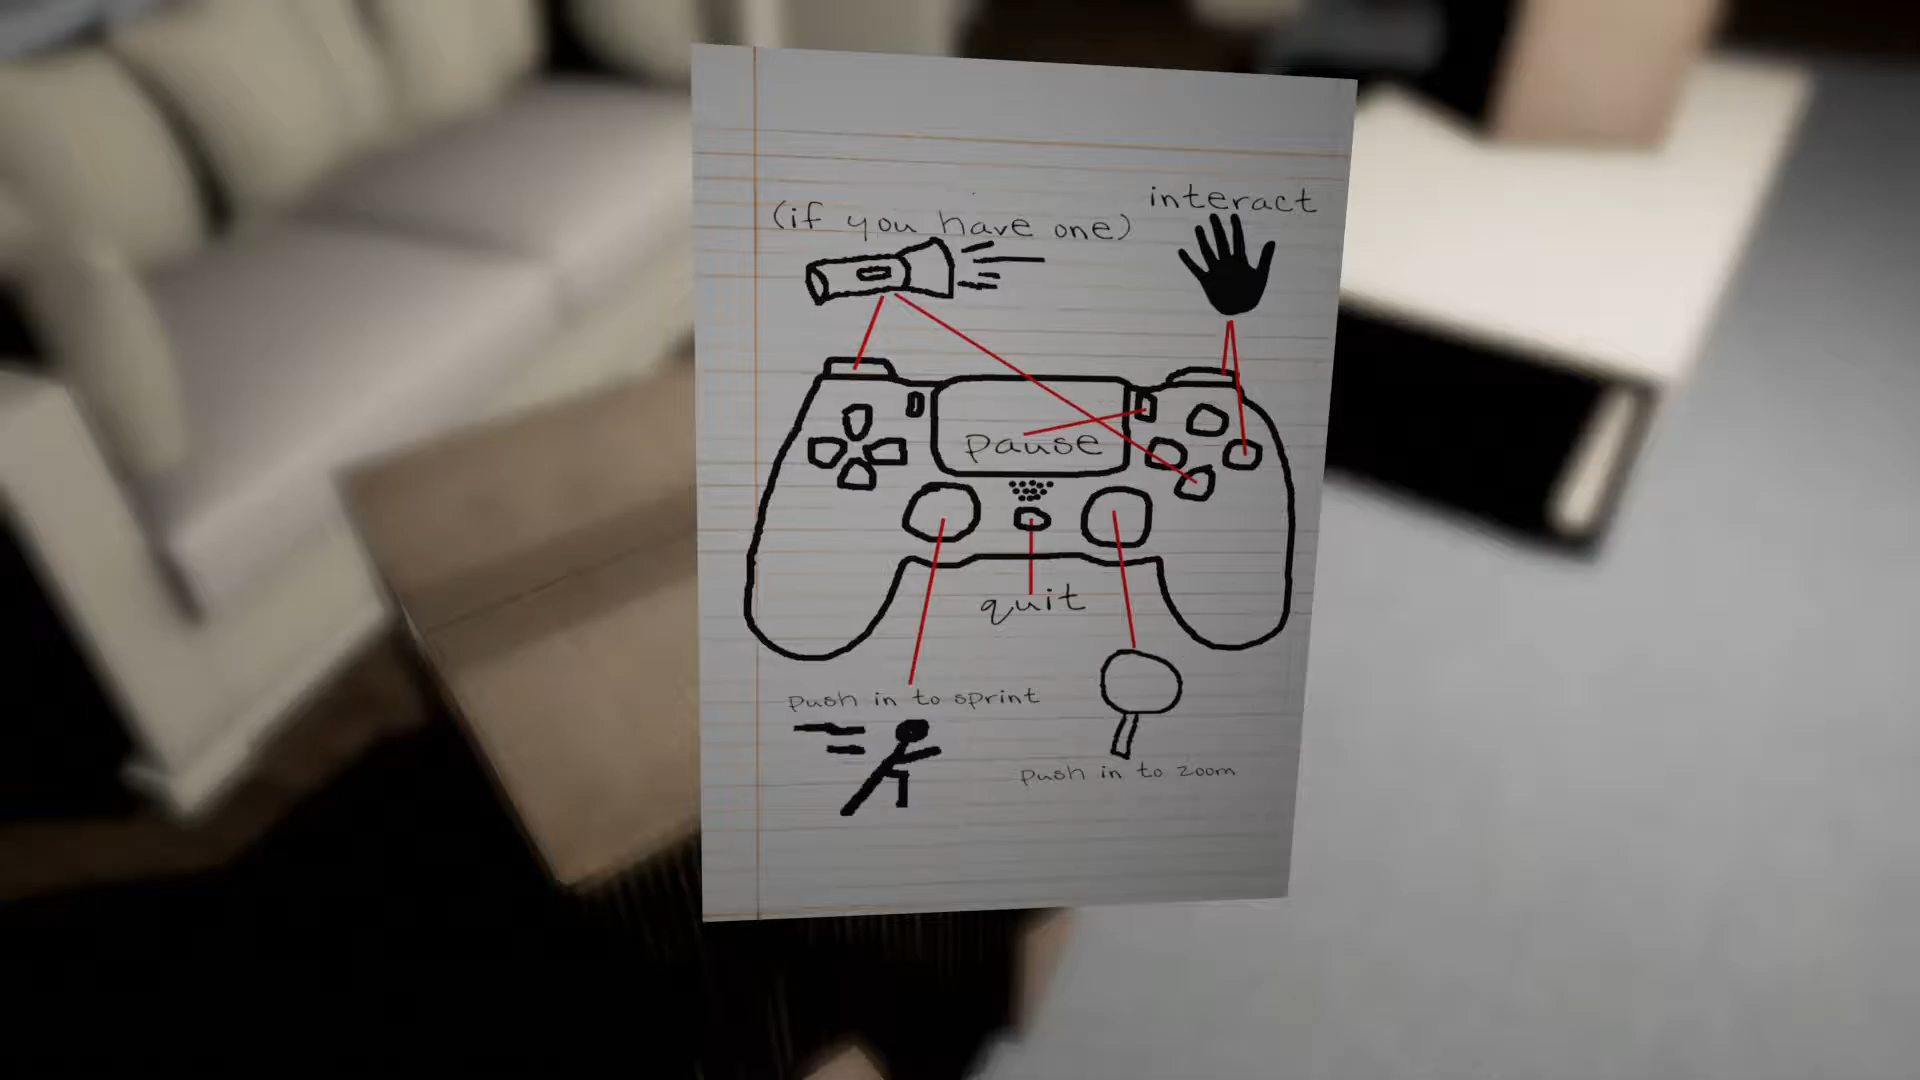 interact
(if you have one)
pause
quit
Push in to sprint
Push in to zoom